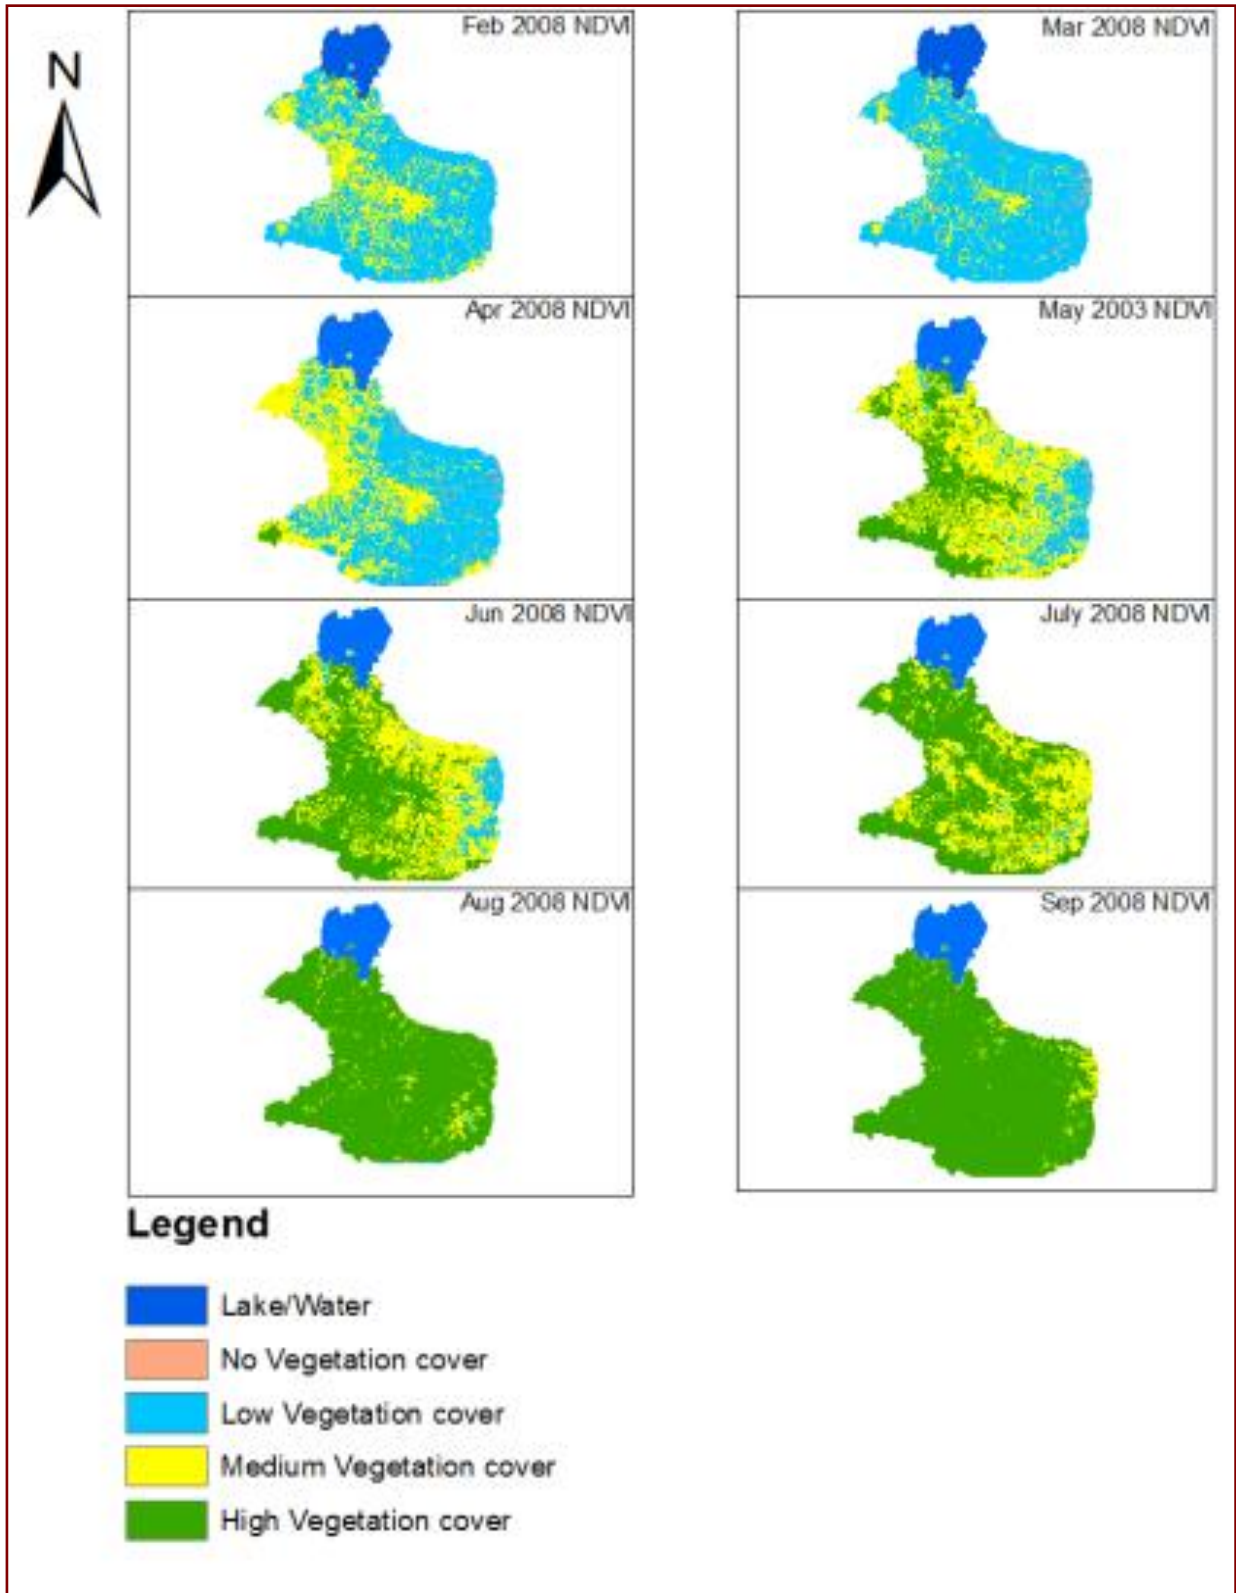 N
Feb 2008 NDVI
Mar 2008 NDVI
Apr 2008 NDVI
May 2003 NDVI
Jun 2008 NDVI
July 2008 NDVI
Aug 2008 NDVI
Sep 2008 NDVI
Legend
Lake/Water
No Vegetation cover
Low Vegetation cover
Medium Vegetation cover
High Vegetation cover